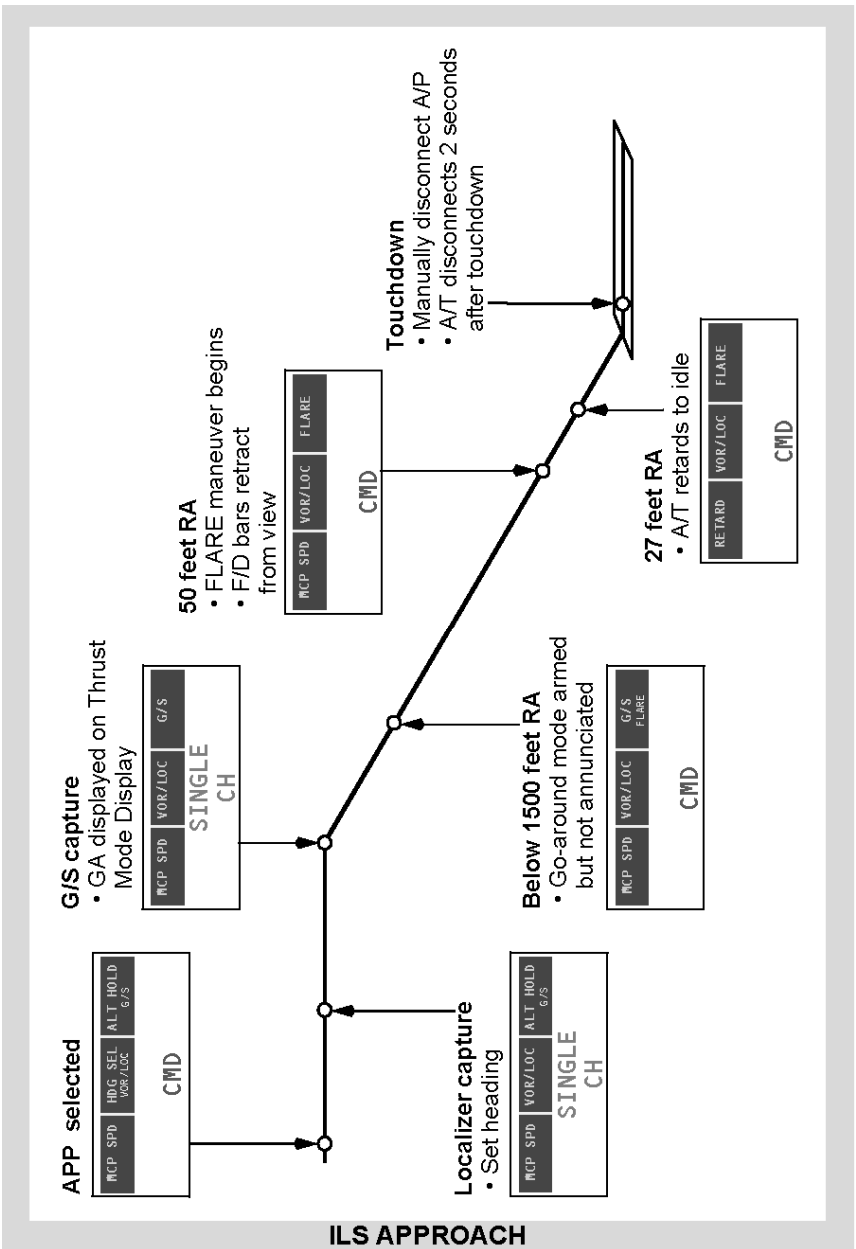 APP selected
MCP SPD HDG SEL ALT HOLD
VOR/LOC G/S
CMD
Localizer capture
• Set heading
MCP SPD VOR/LOC ALT HOLD
G/S
SINGLE
CH
G/S capture
• GA displayed on Thrust
Mode Display
MCP SPD VOR/LOC G/S
SINGLE
CH
Below 1500 feet RA
• Go-around mode armed
but not annunciated
MCP SPD VOR/LOC G/S
FLARE
CMD
50 feet RA
• FLARE maneuver begins
• F/D bars retract
from view
MCP SPD VOR/LOC FLARE
CMD
27 feet RA
• A/T retards to idle
RETARD VOR/LOC FLARE
CMD
Touchdown
• Manually disconnect A/P
• A/T disconnects 2 seconds
after touchdown
ILS APPROACH